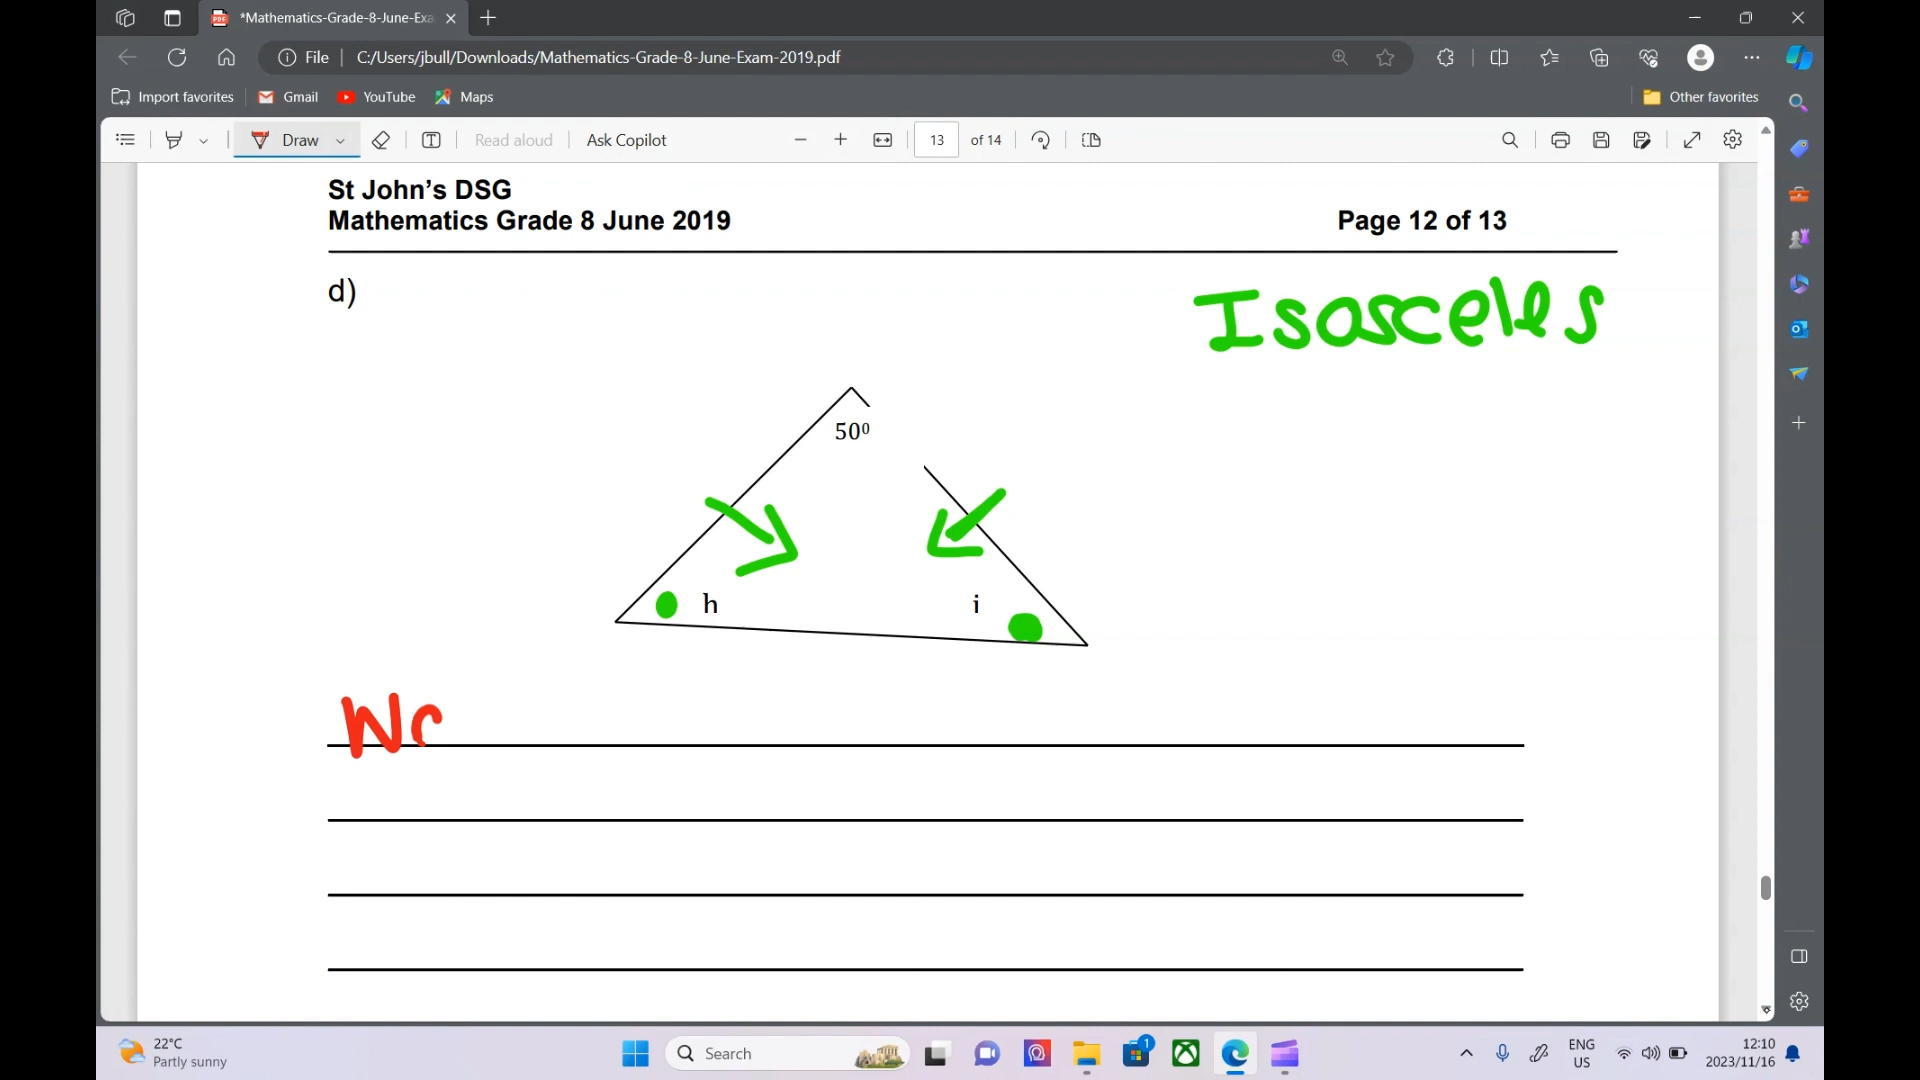 *Mathematics-Grade-8-June-Exa
File
C:/Users/jbull/Downloads/Mathematics-Grade-8-June-Exam-2019.pdf
Import favorites
Gmail
YouTube
Maps
Other favorites
Draw
Read aloud
Ask Copilot
13
of 14
St John's DSG
Mathematics Grade 8 June 2019
Page 12 of 13
d)
Isosceles
50⁰
h
i
22°C
Partly sunny
Search
1
ENG
US
12:10
2023/11/16